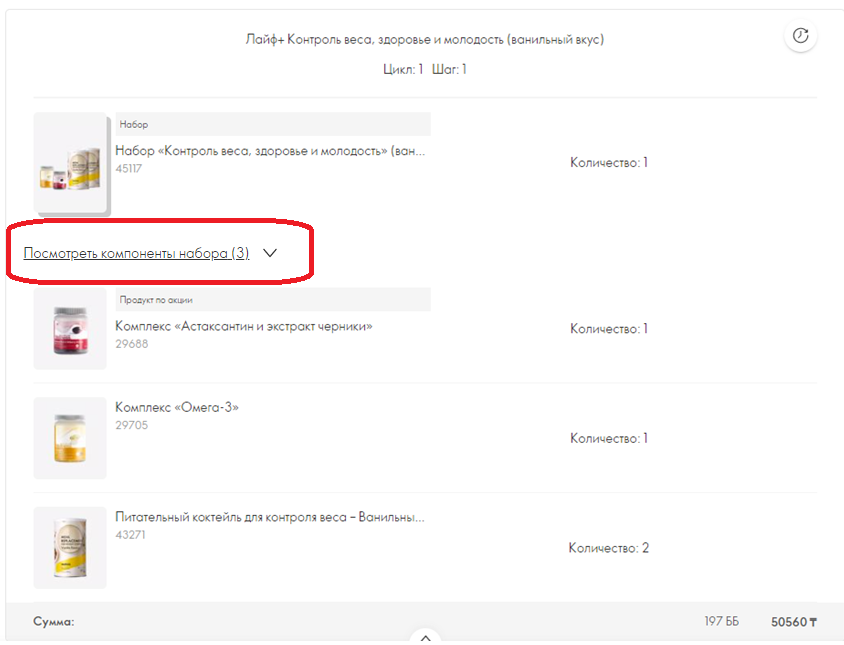 Лайф+ Контроль веса, здоровье и молодость (ванильный вкус)
Цикл: 1 Шаг: 1
Набор
Набор «Контроль веса, здоровье и молодость» (ван...
45117
Количество: 1
Посмотреть компоненты набора (3)
Продукт по акции
Комплекс «Астаксантин и экстракт черники»
29688
Количество: 1
Комплекс «Омега-3»
29705
Количество: 1
Питательный коктейль для контроля веса – Ванильны...
43271
Количество: 2
Сумма:
197 ББ
50560 ₸